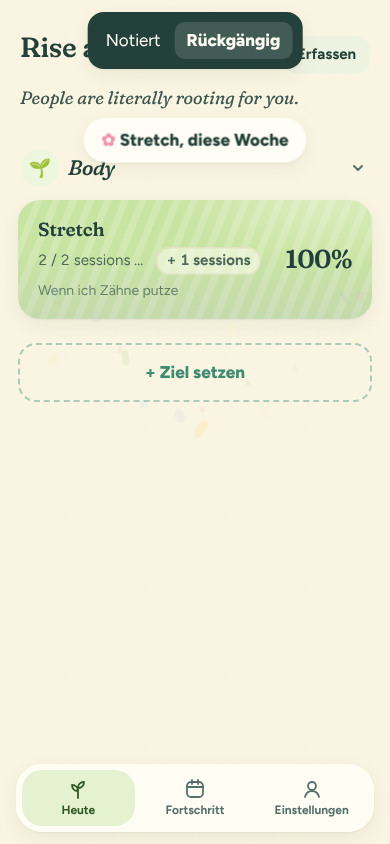 Notiert Rückgängig
Rise
Erfassen
People are literally rooting for you.
Stretch, diese Woche
Body
Stretch
2 / 2 sessions ... + 1 sessions 100%
Wenn ich Zähne putze
+ Ziel setzen
Heute Fortschritt Einstellungen